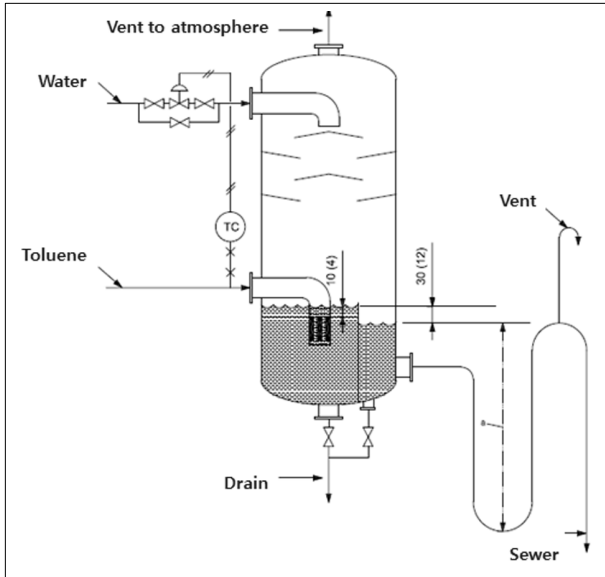 Vent to atmosphere
Water
TC
Vent
Toluene
10 (4)
30 (12)
a
Drain
Sewer